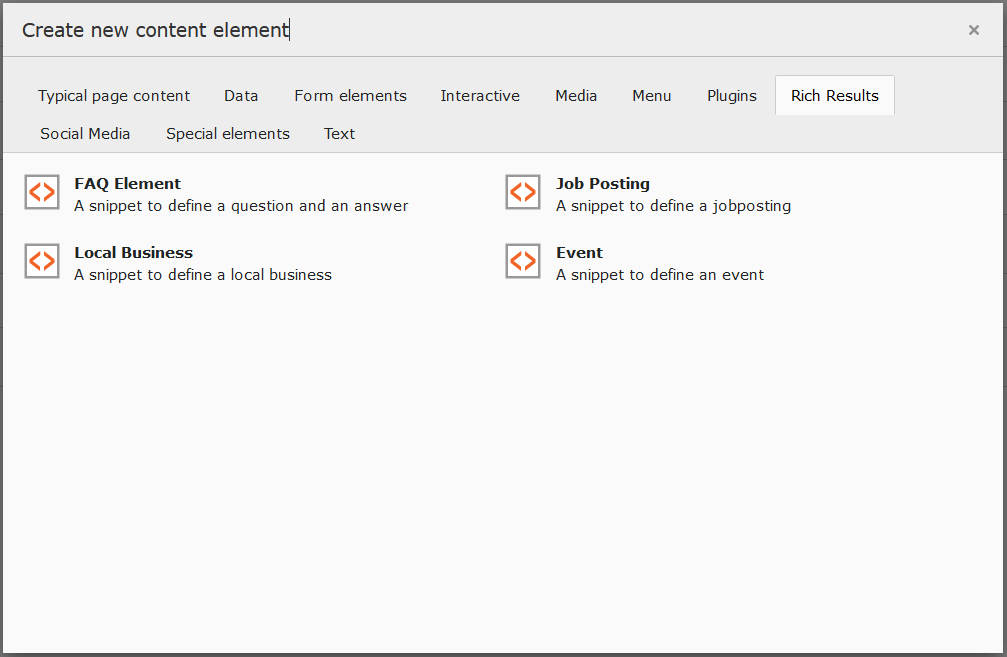 Create new content element
×
Typical page content Data Form elements Interactive Media Menu Plugins Rich Results
Social Media Special elements Text
FAQ Element
A snippet to define a question and an answer
Job Posting
A snippet to define a jobposting
Local Business
A snippet to define a local business
Event
A snippet to define an event